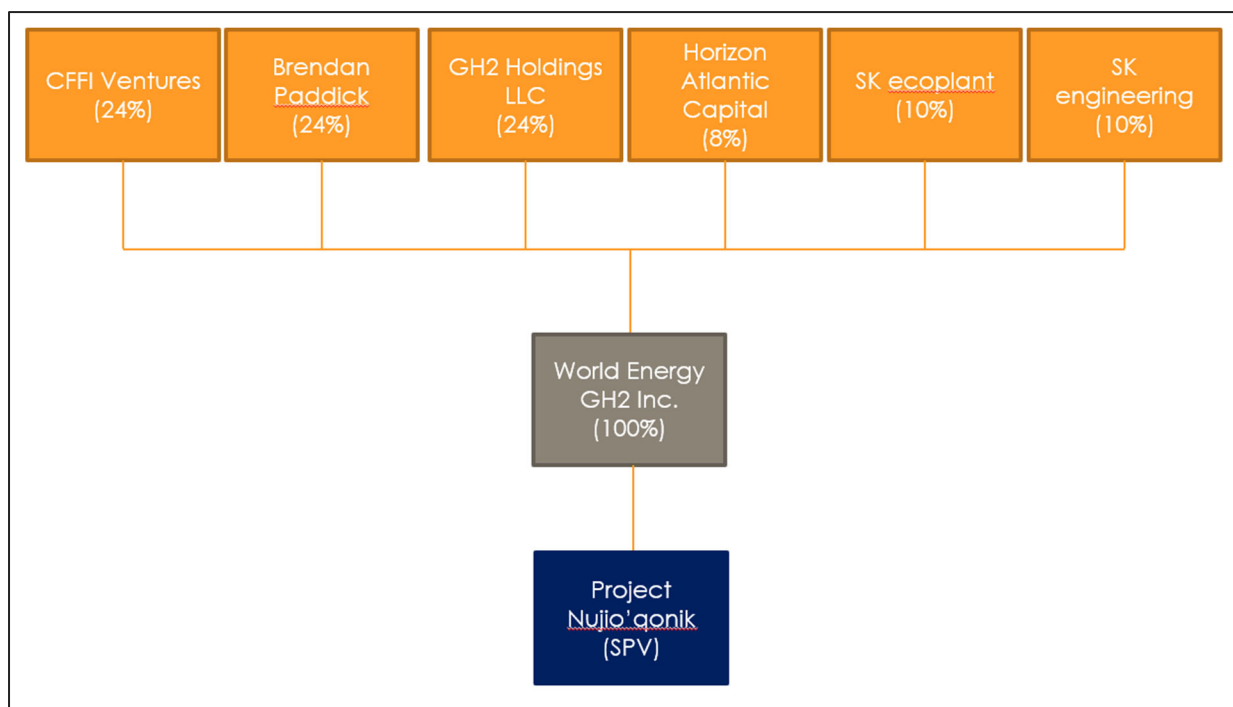 CFFI Ventures
(24%)
Brendan
Paddick
(24%)
GH2 Holdings
LLC
(24%)
Horizon
Atlantic
Capital
(8%)
SK ecoplant
(10%)
SK
engineering
(10%)
World Energy
GH2 Inc.
(100%)
Project
Nujio’qonik
(SPV)